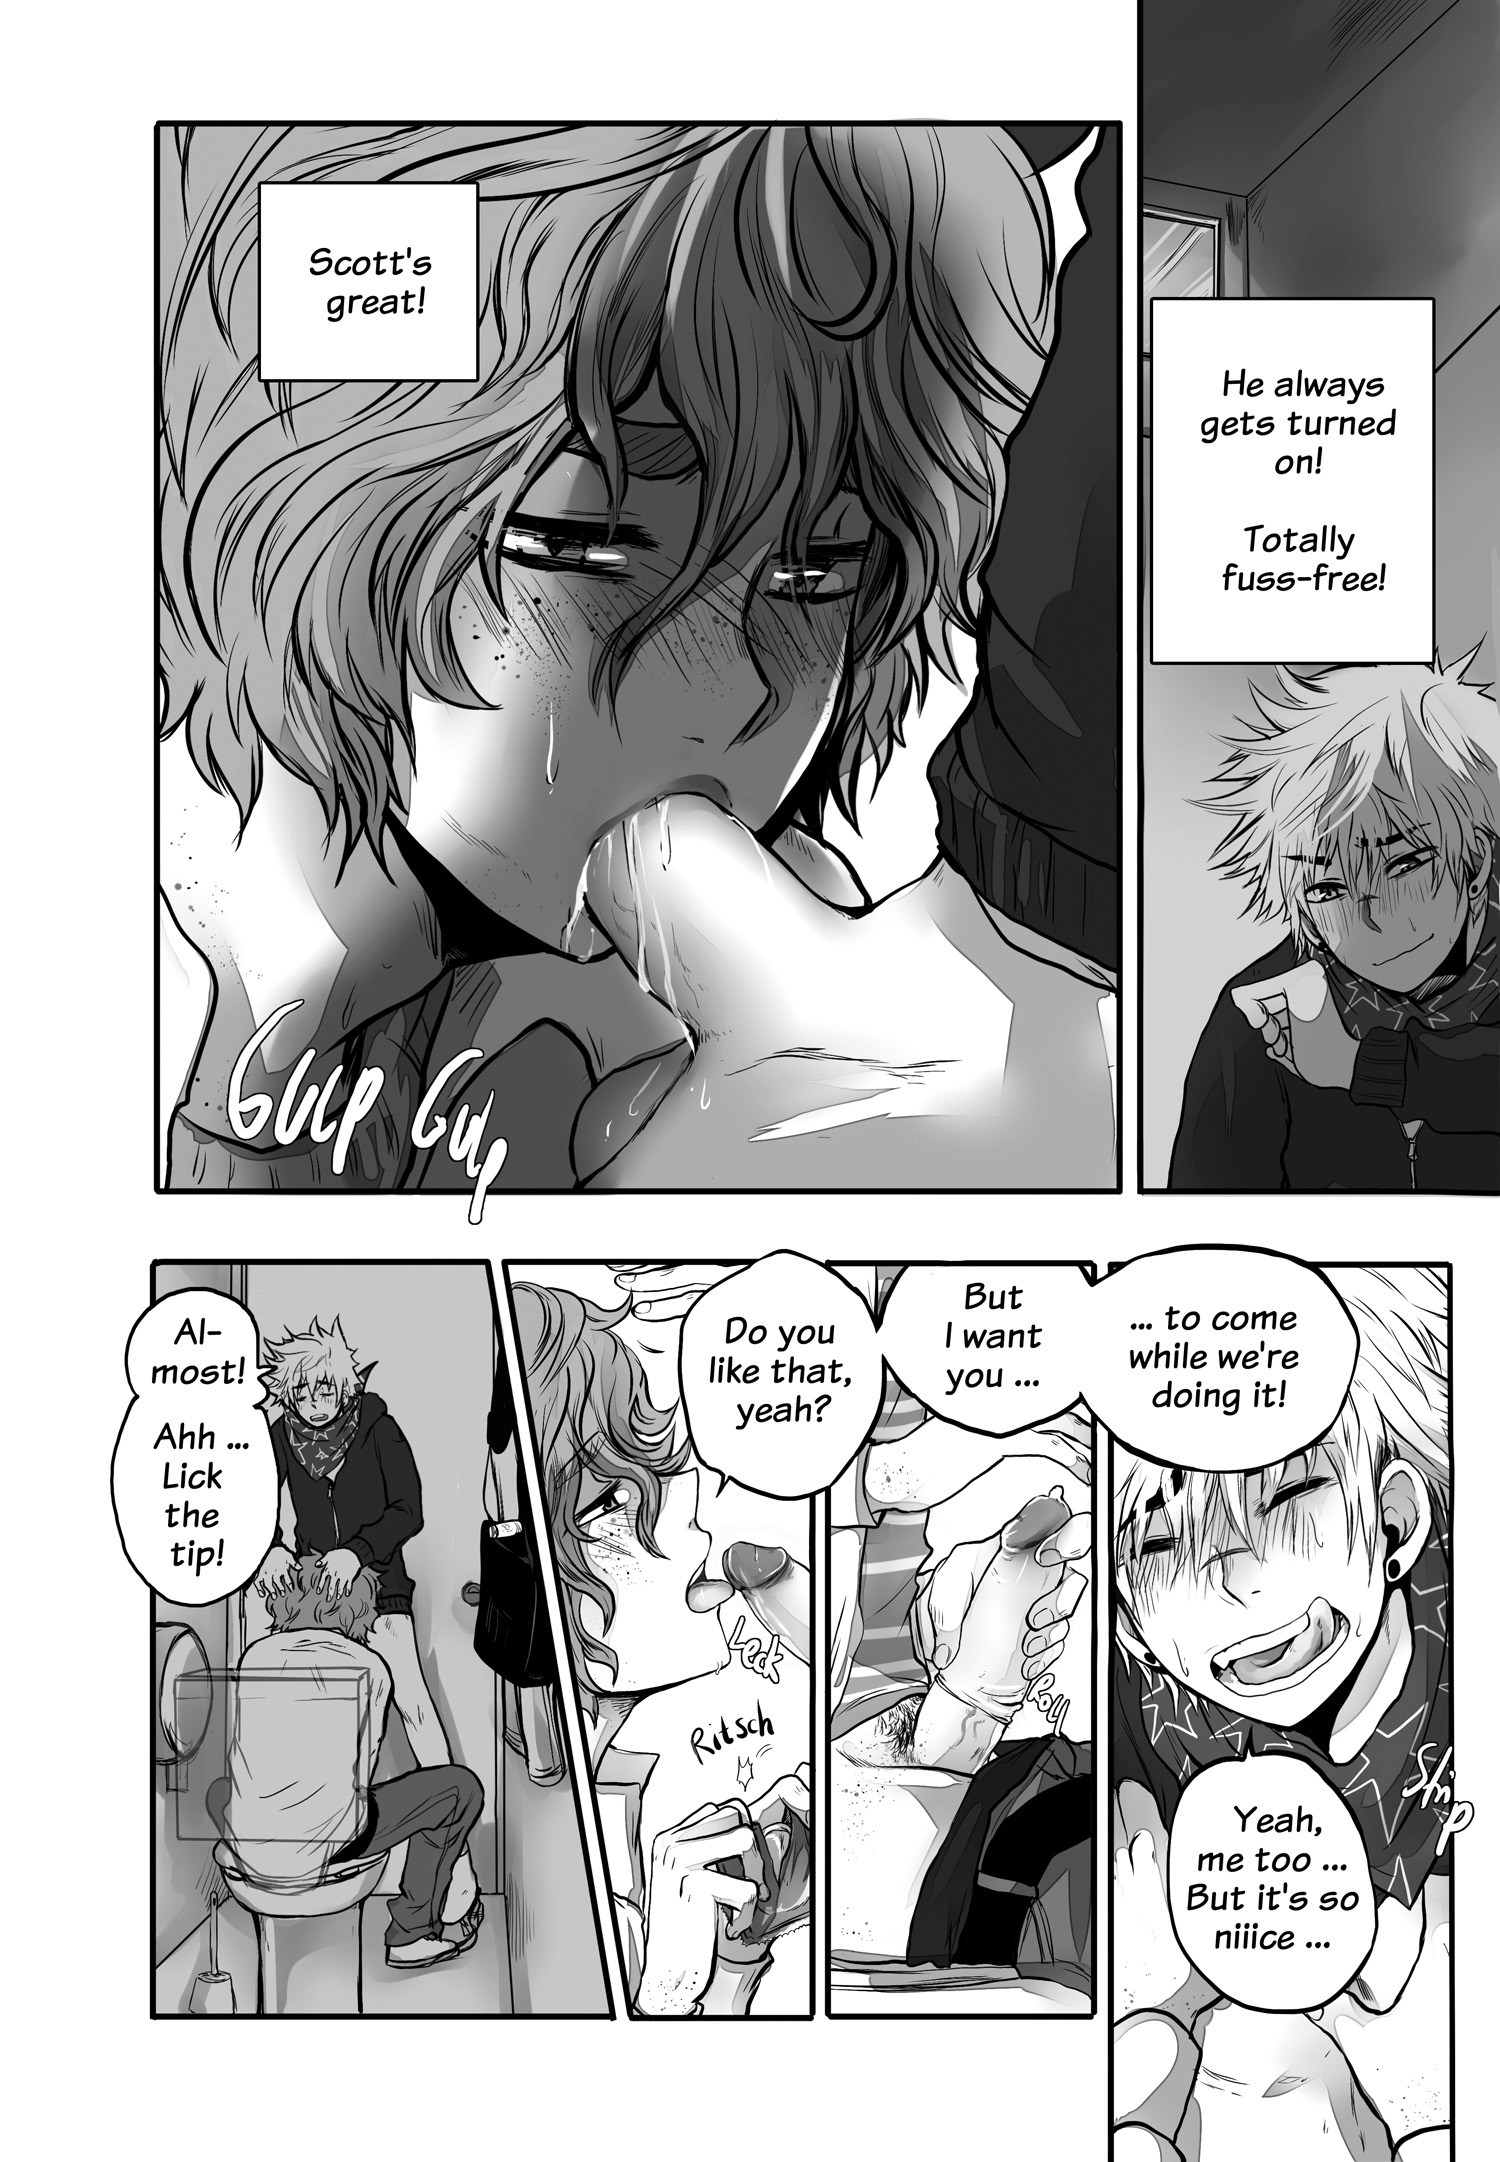 Scott's
great!
He always
gets turned
on!
Totally
fuss-free!
GULP GULP
Al-
most!
Ahh ...
Lick
the
tip!
Do you
like that,
yeah?
Leck
Ritsch
But
I want
you ...
Roll
... to come
while we're
doing it!
Yeah,
me too ...
But it's so
niiice ...